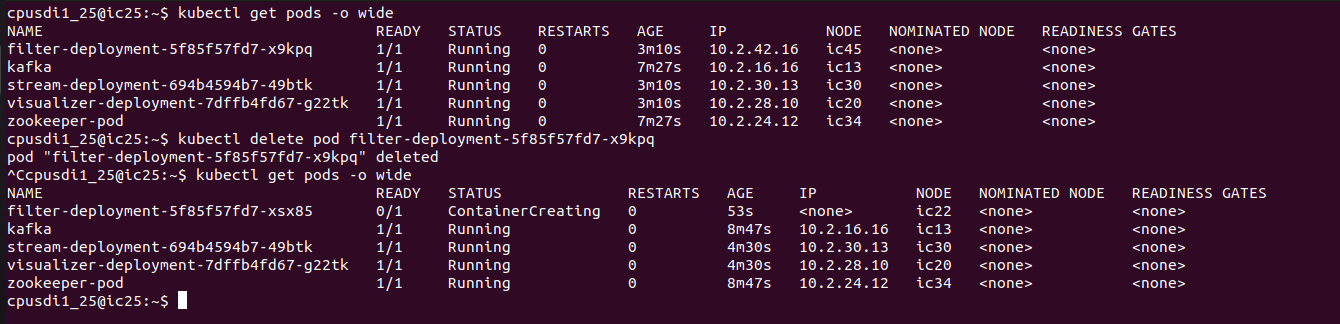 cpusdi1_25@ic25:~$ kubectl get pods -o wide
NAME READY STATUS RESTARTS AGE IP NODE NOMINATED NODE READINESS GATES
filter-deployment-5f85f57fd7-x9kpq 1/1 Running 0 3m10s 10.2.42.16 ic45 <none> <none>
kafka 1/1 Running 0 7m27s 10.2.16.16 ic13 <none> <none>
stream-deployment-694b4594b7-49btk 1/1 Running 0 3m10s 10.2.30.13 ic30 <none> <none>
visualizer-deployment-7dffb4fd67-g22tk 1/1 Running 0 3m10s 10.2.28.10 ic20 <none> <none>
zookeeper-pod 1/1 Running 0 7m27s 10.2.24.12 ic34 <none> <none>
cpusdi1_25@ic25:~$ kubectl delete pod filter-deployment-5f85f57fd7-x9kpq
pod "filter-deployment-5f85f57fd7-x9kpq" deleted
^Ccpusdi1_25@ic25:~$ kubectl get pods -o wide
NAME READY STATUS RESTARTS AGE IP NODE NOMINATED NODE READINESS GATES
filter-deployment-5f85f57fd7-xsx85 0/1 ContainerCreating 0 53s <none> ic22 <none> <none>
kafka 1/1 Running 0 8m47s 10.2.16.16 ic13 <none> <none>
stream-deployment-694b4594b7-49btk 1/1 Running 0 4m30s 10.2.30.13 ic30 <none> <none>
visualizer-deployment-7dffb4fd67-g22tk 1/1 Running 0 4m30s 10.2.28.10 ic20 <none> <none>
zookeeper-pod 1/1 Running 0 8m47s 10.2.24.12 ic34 <none> <none>
cpusdi1_25@ic25:~$